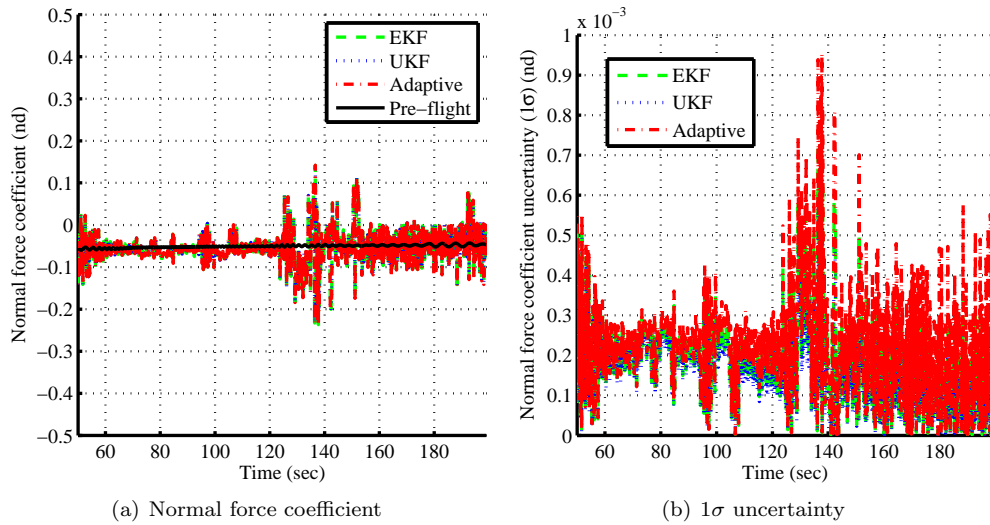 0.5
0.4
0.3
0.2
0.1
0
−0.1
−0.2
−0.3
−0.4
−0.5
60 80 100 120 140 160 180
Normal force coefficient (nd)
Time (sec)
EKF
UKF
Adaptive
Pre−flight
(a) Normal force coefficient
x 10⁻³
1
0.9
0.8
0.7
0.6
0.5
0.4
0.3
0.2
0.1
0
60 80 100 120 140 160 180
Normal force coefficient uncertainty (1σ) (nd)
Time (sec)
EKF
UKF
Adaptive
(b) 1σ uncertainty